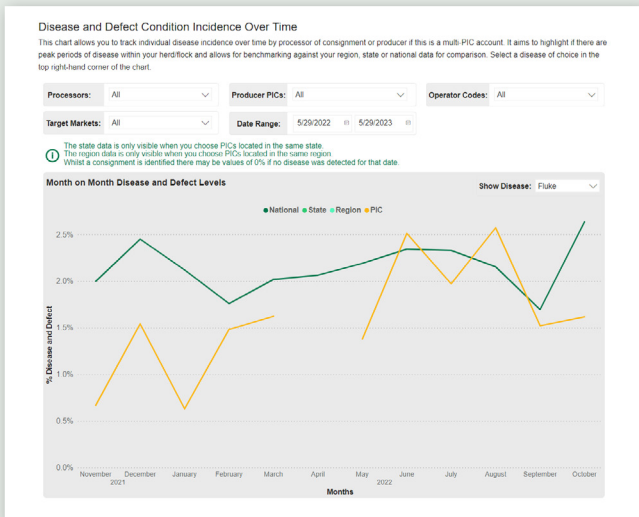 Disease and Defect Condition Incidence Over Time
This chart allows you to track individual disease incidence over time by processor of consignment or producer if this is a multi-PIC account. It aims to highlight if there are
peak periods of disease within your herd/flock and allows for benchmarking against your region, state or national data for comparison. Select a disease of choice in the
top right-hand corner of the chart.
Processors: All Producer PICs: All Operator Codes: All
Target Markets: All Date Range: 5/29/2022 5/29/2023
The state data is only visible when you choose PICs located in the same state.
The region data is only visible when you choose PICs located in the same region
Whilst a consignment is identified there may be values of 0% if no disease was detected for that date.
Month on Month Disease and Defect Levels
Show Disease: Fluke
National State Region PIC
2.5%
2.0%
1.5%
1.0%
0.5%
0.0%
% Disease and Defect
November December January February March April May June July August September October
2021 2022
Months